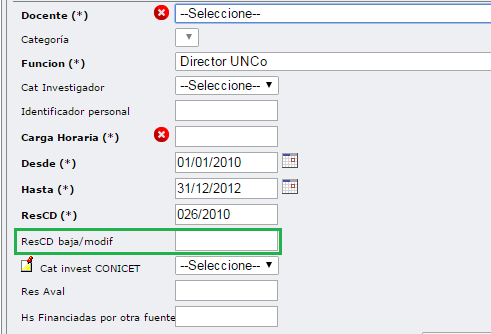 Docente (*) --Seleccione--
Categoría
Funcion (*) Director UNCo
Cat Investigador --Seleccione--
Identificador personal
Carga Horaria (*)
Desde (*) 01/01/2010
Hasta (*) 31/12/2012
ResCD (*) 026/2010
ResCD baja/modif
Cat invest CONICET --Seleccione--
Res Aval
Hs Financiadas por otra fuente